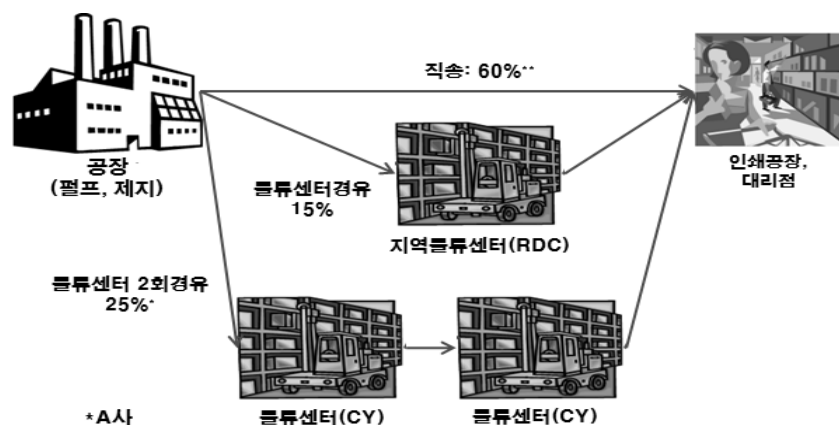 직송: 60%**
공장
(펄프, 제지)
인쇄공장,
대리점
물류센터경유
15%
지역물류센터(RDC)
물류센터 2회경유
25%*
*A사
물류센터(CY)
물류센터(CY)